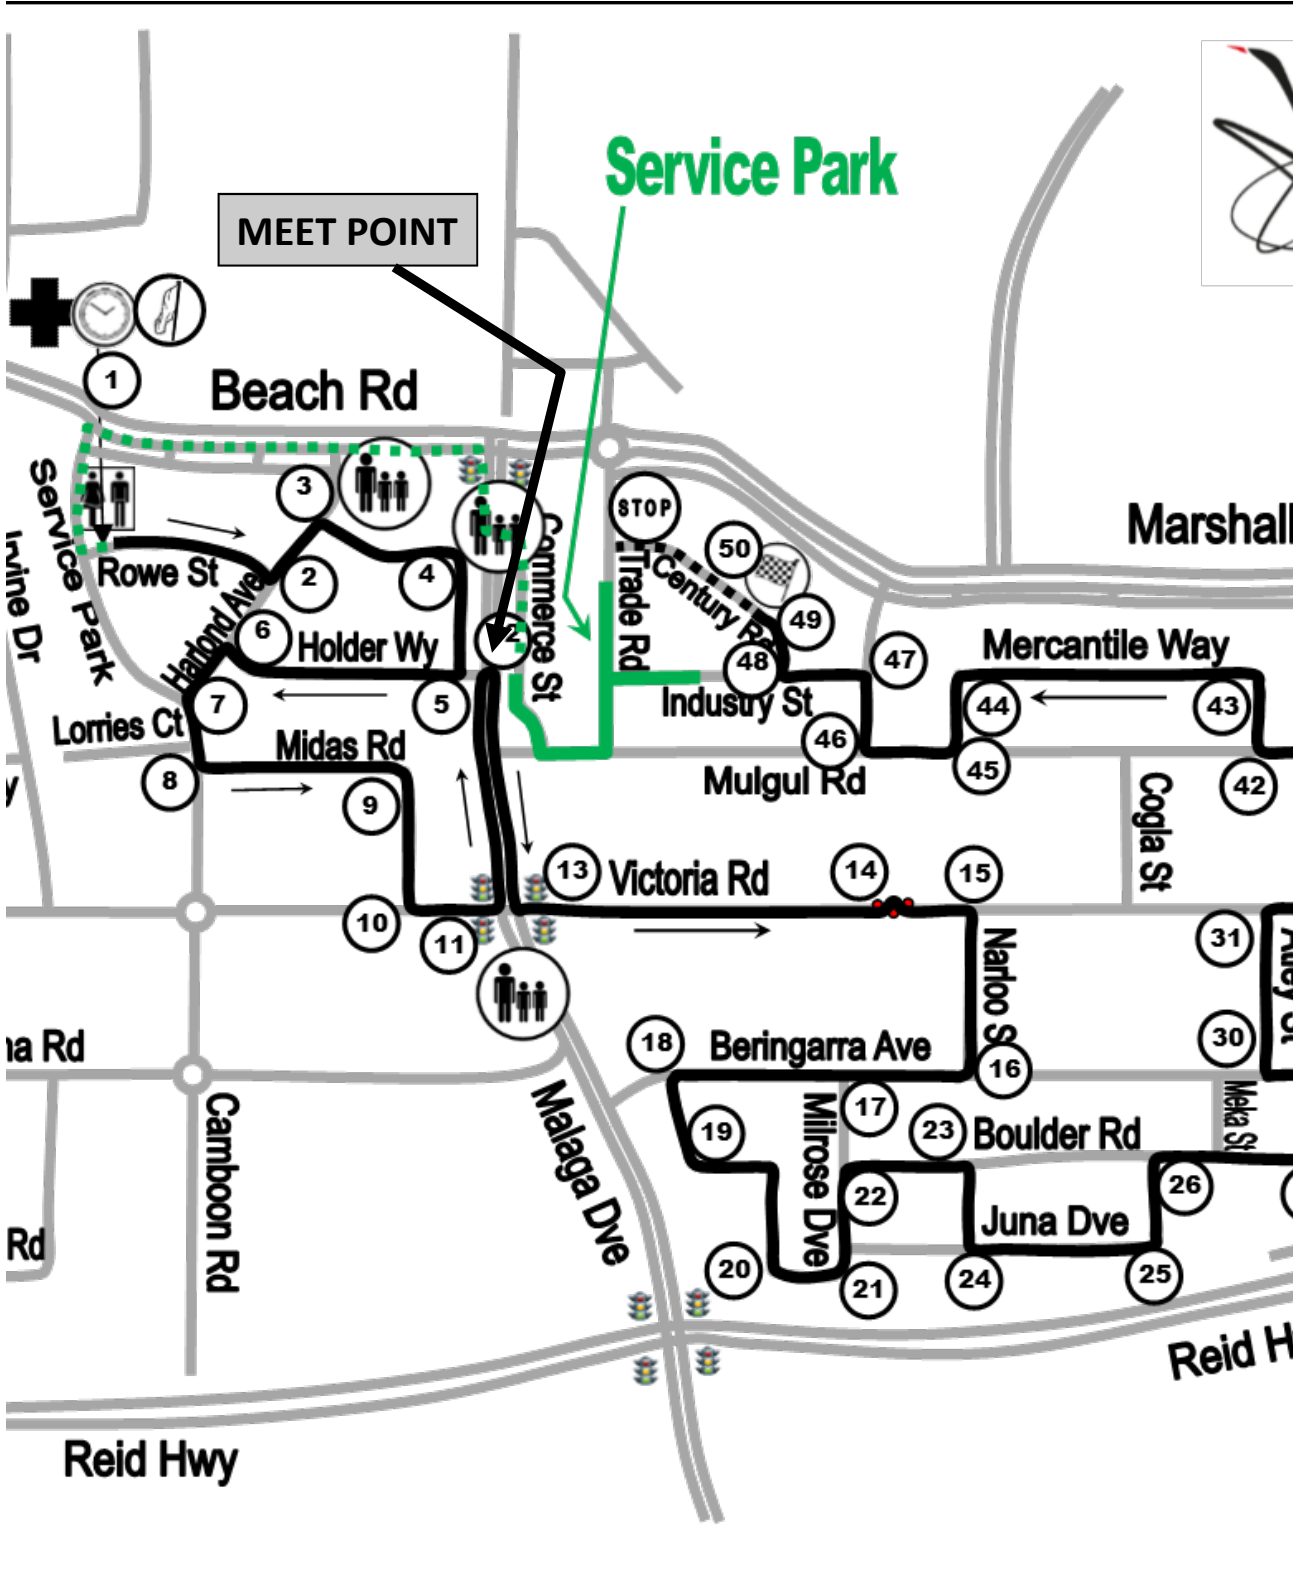 Service Park
MEET POINT
1
Beach Rd
3
STOP
50
Marshall
Service Park
Irvine Dr
Rowe St
2
4
Commerce St
Trade Rd
Century Rd
49
Harlond Ave
6
Holder Wy
48
47
Mercantile Way
7
5
Industry St
44
43
Lorries Ct
Midas Rd
46
45
42
8
9
Mulgul Rd
Cogla St
13
Victoria Rd
14
15
10
11
31
Narloo S
30
18
Beringarra Ave
16
na Rd
Camboon Rd
Malaga Dve
19
Milrose Dve
17
23
Boulder Rd
Meka St
22
26
Juna Dve
Rd
20
21
24
25
Reid H
Reid Hwy